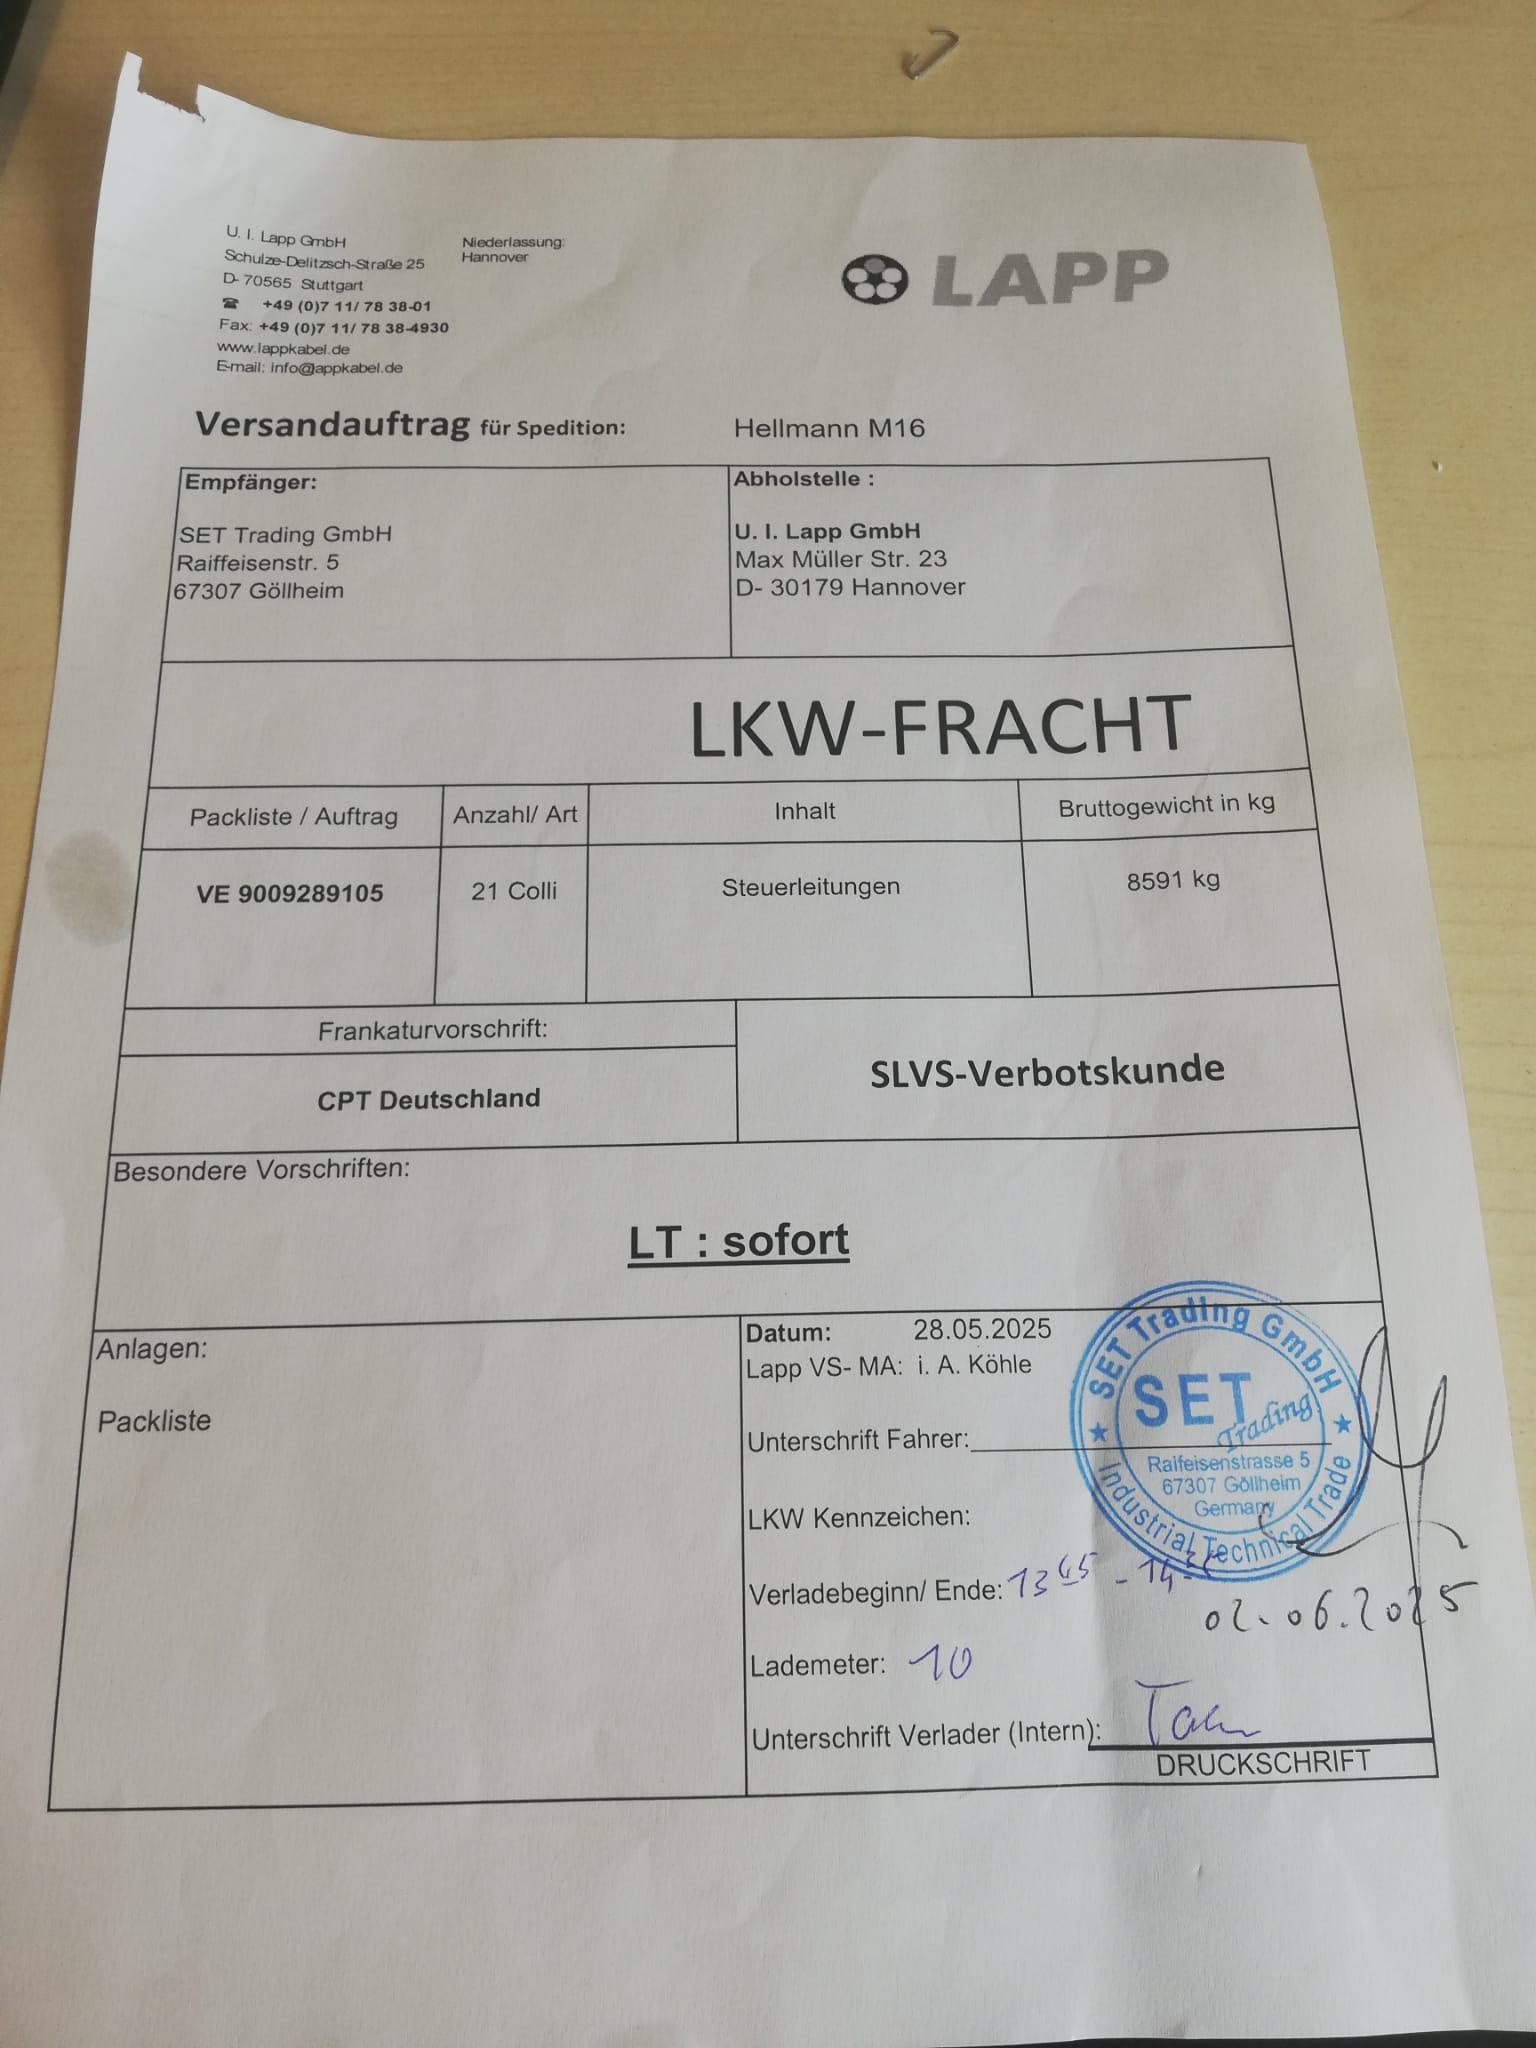 U. I. Lapp GmbH
Schulze-Delitzsch-Straße 25
D- 70565 Stuttgart
☎ +49 (0)7 11/ 78 38-01
Fax: +49 (0)7 11/ 78 38-4930
www.lappkabel.de
E-mail: info@appkabel.de
Niederlassung:
Hannover
LAPP
Versandauftrag für Spedition: Hellmann M16
Empfänger:
SET Trading GmbH
Raiffeisenstr. 5
67307 Göllheim
Abholstelle :
U. I. Lapp GmbH
Max Müller Str. 23
D- 30179 Hannover
LKW-FRACHT
Packliste / Auftrag Anzahl/ Art Inhalt Bruttogewicht in kg
VE 9009289105 21 Colli Steuerleitungen 8591 kg
Frankaturvorschrift:
CPT Deutschland
SLVS-Verbotskunde
Besondere Vorschriften:
LT : sofort
Anlagen:
Packliste
Datum: 28.05.2025
Lapp VS- MA: i. A. Köhle
Unterschrift Fahrer:
LKW Kennzeichen:
Verladebeginn/ Ende: 13 45 - 14
Lademeter: 10
Unterschrift Verlader (Intern):
DRUCKSCHRIFT
SET Trading GmbH
SET
Trading
Raifeisenstrasse 5
67307 Göllheim
Germany
Industrial Technical Trade
02.06.2025